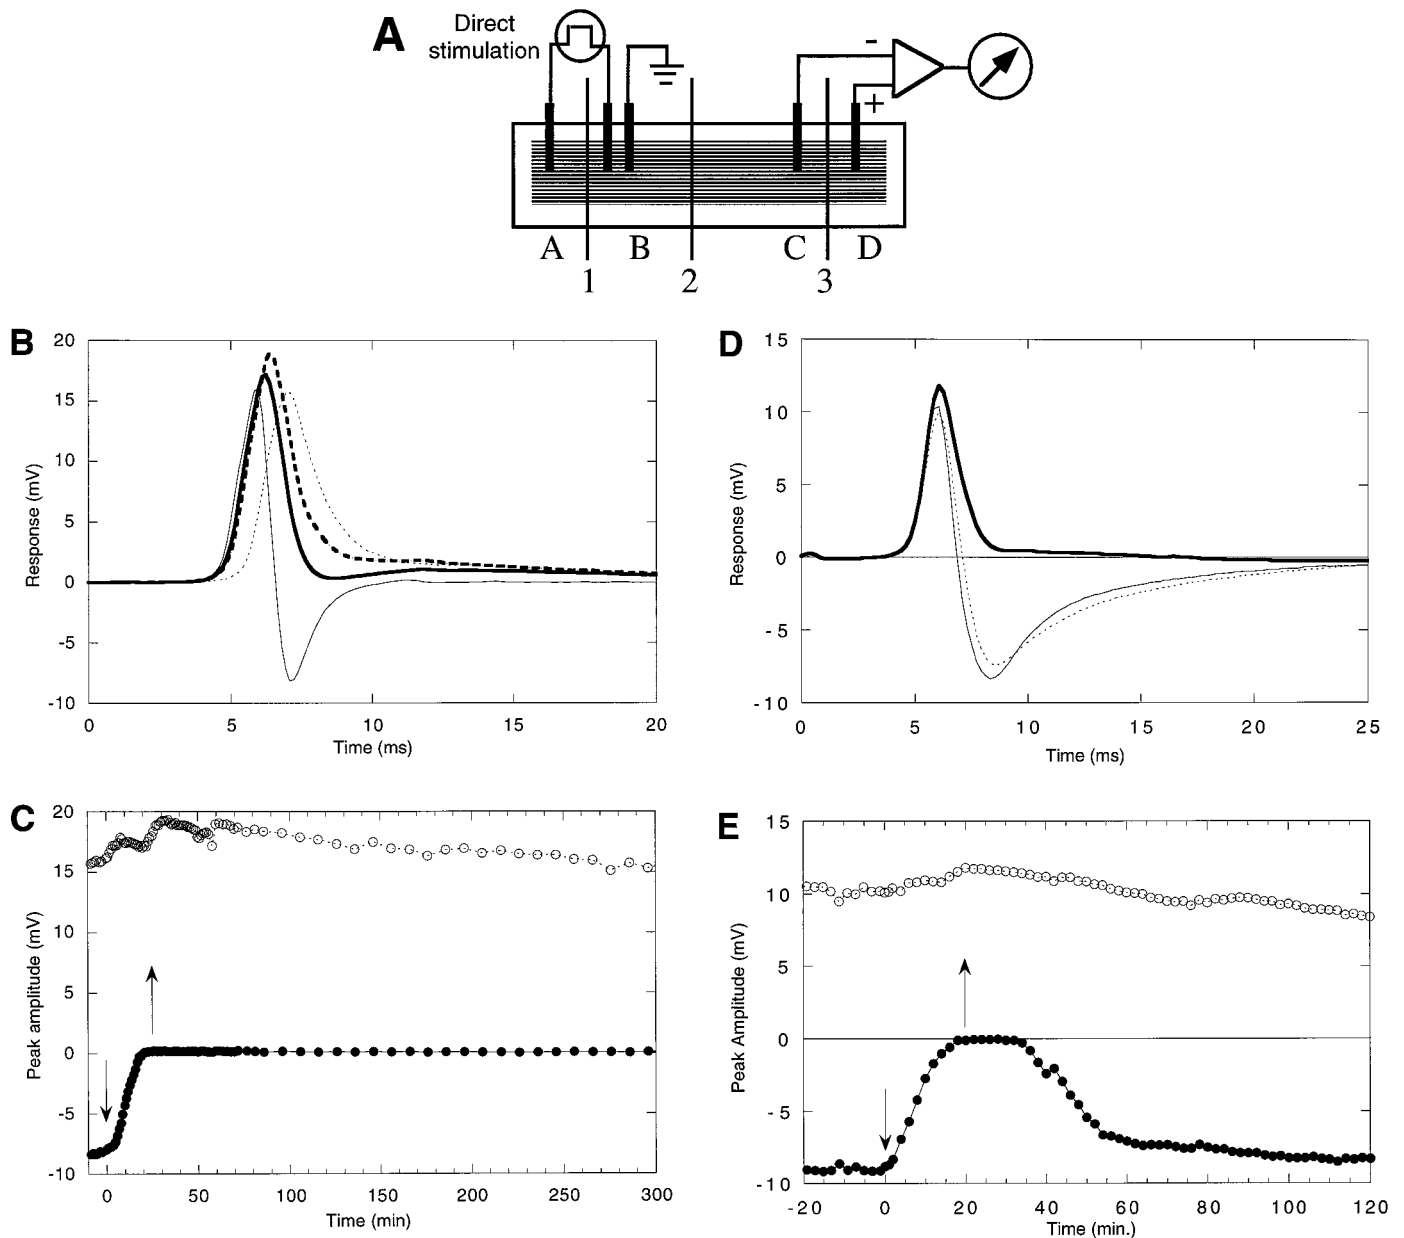 A
Direct
stimulation
-
+
A B C D
1 2 3
B
20
15
10
5
0
-5
-10
Response (mV)
0 5 10 15 20
Time (ms)
D
15
10
5
0
-5
-10
Response (mV)
0 5 10 15 20 25
Time (ms)
C
20
15
10
5
0
-5
-10
Peak amplitude (mV)
0 50 100 150 200 250 300
Time (min)
E
15
10
5
0
-5
-10
Peak Amplitude (mV)
-20 0 20 40 60 80 100 120
Time (min.)